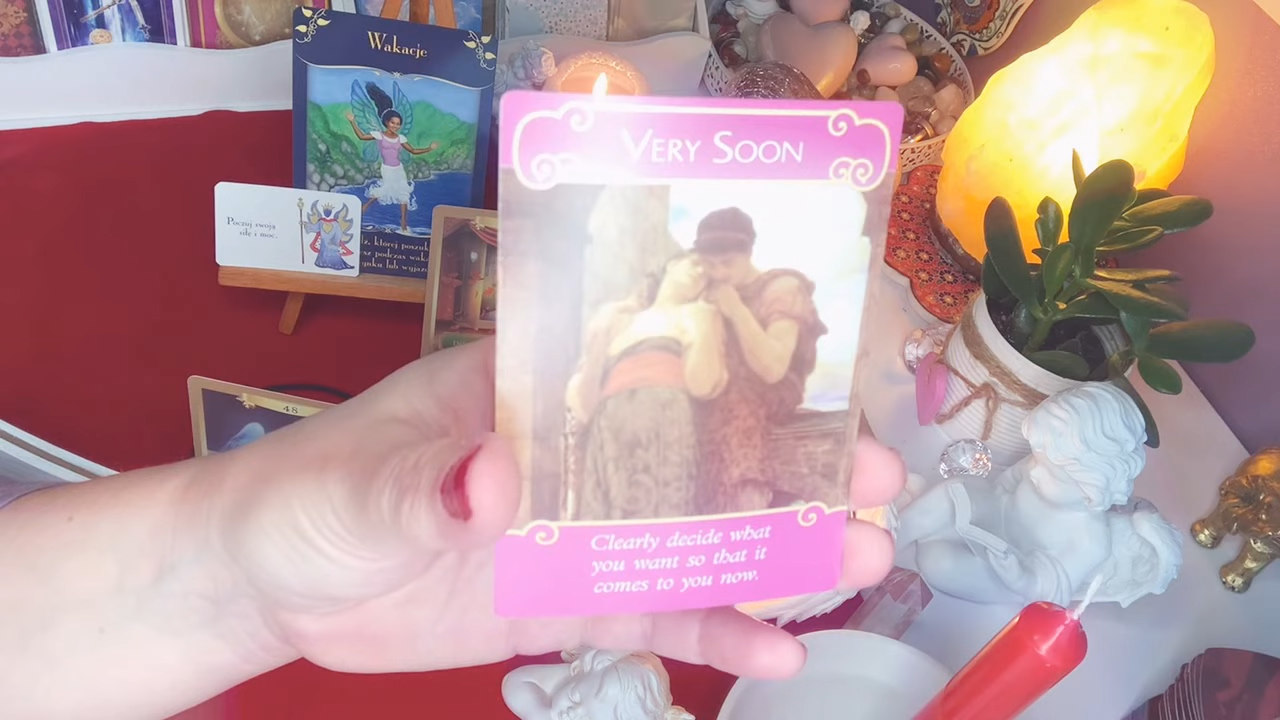 Wakacje
VERY SOON
Poczuj swoją
siłę i moc.
48
Clearly decide what
you want so that it
comes to you now.